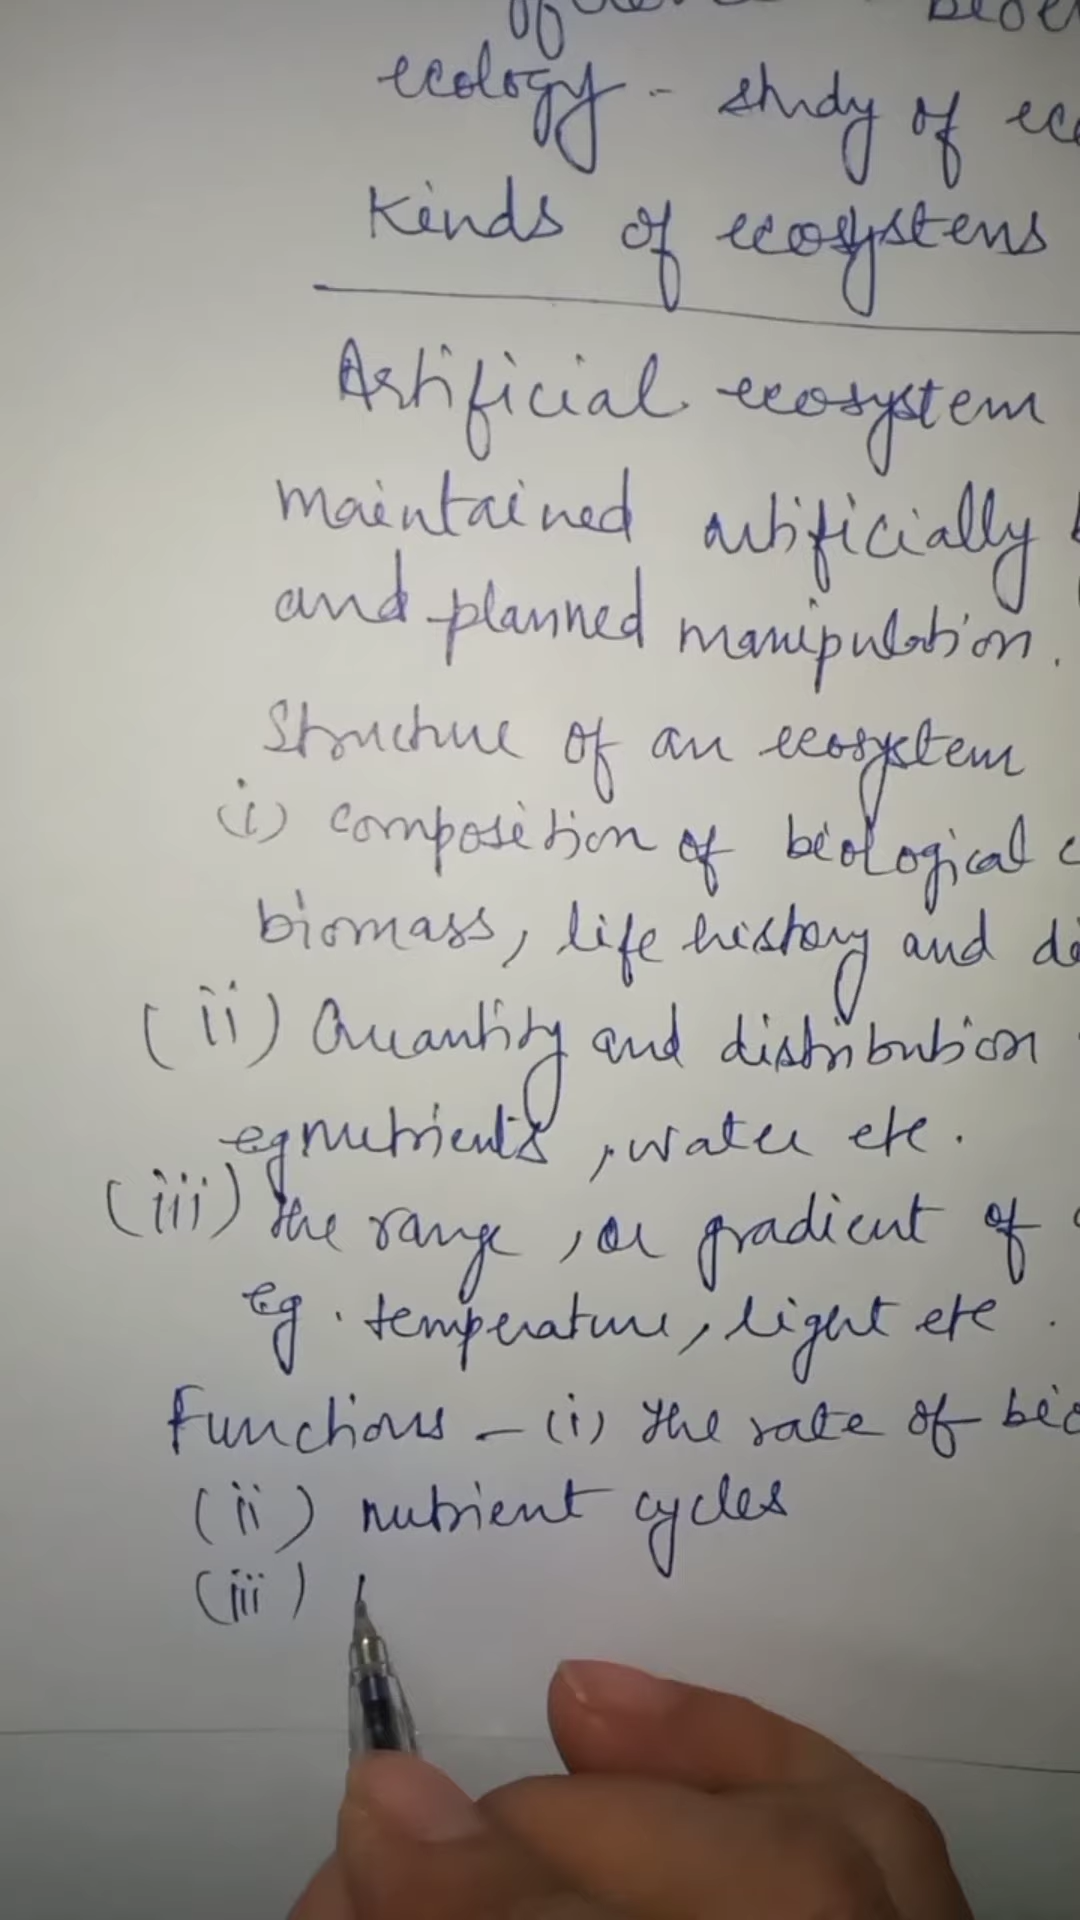 ecology - study of
Kinds of ecosystems
Artificial ecosystem
maintained artificially
and planned manipulation.
Structure of an ecosystem
(i) composition of biological
biomass, life history and
(ii) Quantity and distribution
eg nutrients, water etc.
(iii) the range, or gradient of
eg. temperature, light etc.
Functions - (i) The rate of
(ii) nutrient cycles
(iii)